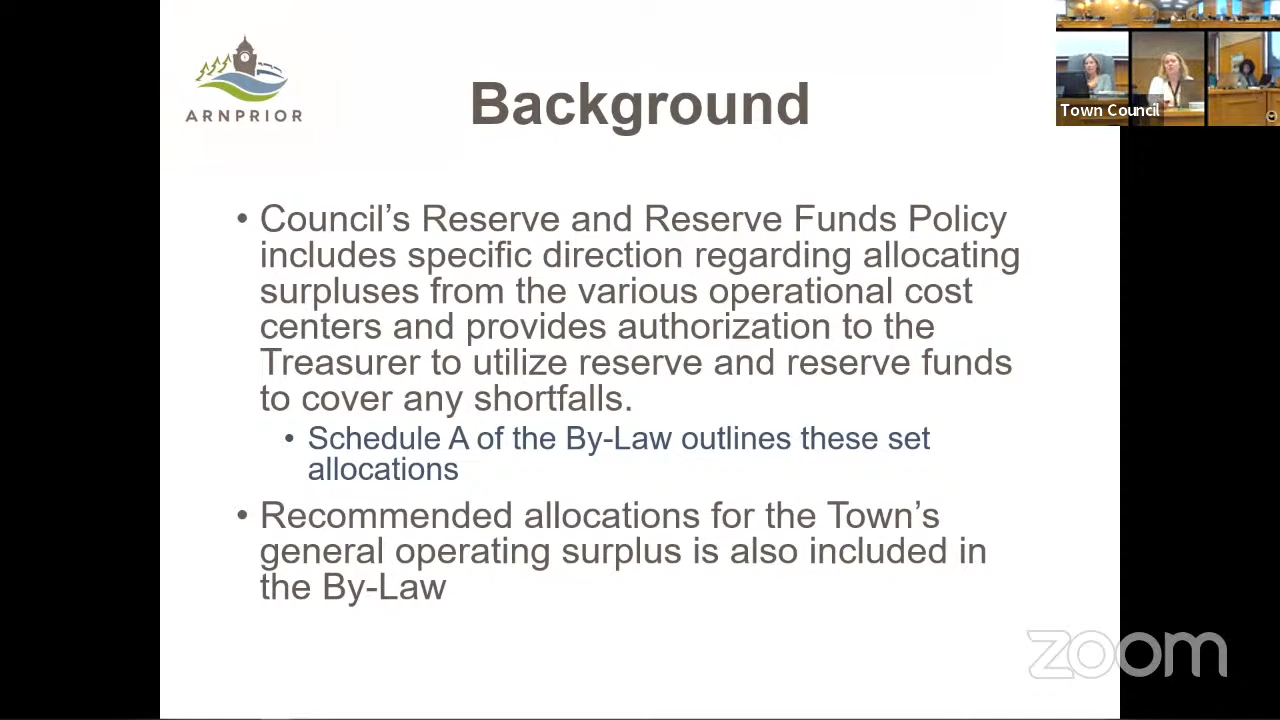 ARNPRIOR
Background
Town Council
• Council’s Reserve and Reserve Funds Policy
includes specific direction regarding allocating
surpluses from the various operational cost
centers and provides authorization to the
Treasurer to utilize reserve and reserve funds
to cover any shortfalls.
• Schedule A of the By-Law outlines these set
allocations
• Recommended allocations for the Town’s
general operating surplus is also included in
the By-Law
zoom